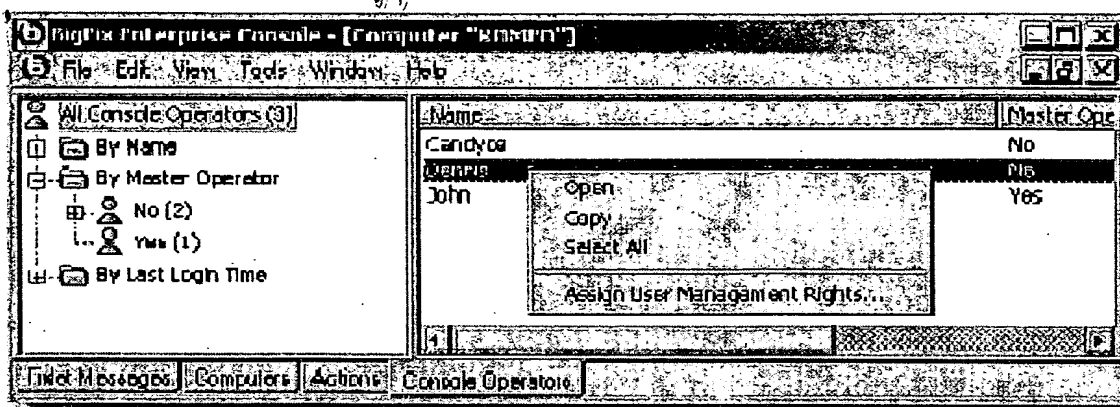 BigFix Enterprise Console - [Computer "ROMEO"]
File Edit View Tools Window Help
All Console Operators (3)
By Name
By Master Operator
No (2)
Yes (1)
By Last Login Time
Name Master Ope
Candyce No
Dennis No
John Yes
Open
Copy
Select All
Assign User Management Rights...
Fixlet Messages Computers Actions Console Operators